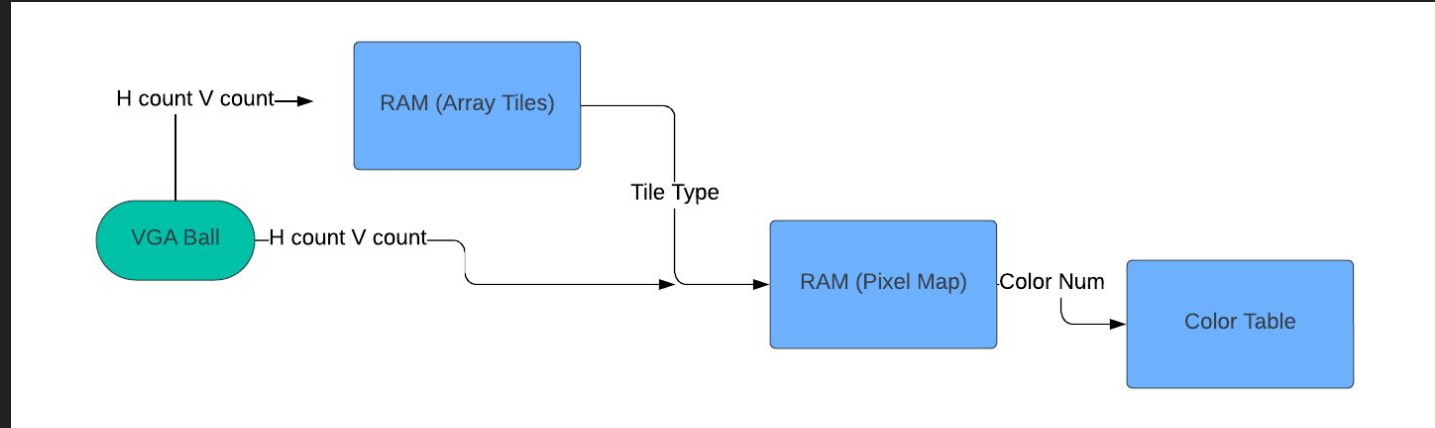 H count V count
RAM (Array Tiles)
Tile Type
VGA Ball
H count V count
RAM (Pixel Map)
Color Num
Color Table